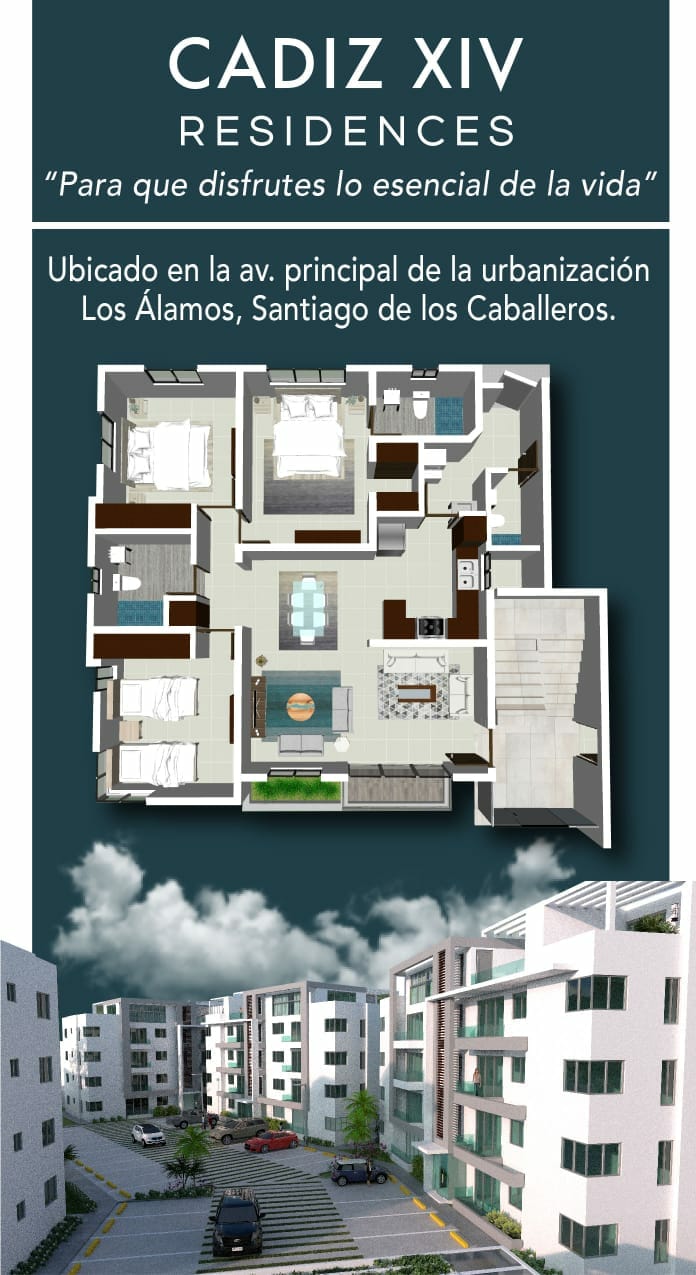 CADIZ XIV
RESIDENCES
“Para que disfrutes lo esencial de la vida”
Ubicado en la av. principal de la urbanización
Los Álamos, Santiago de los Caballeros.